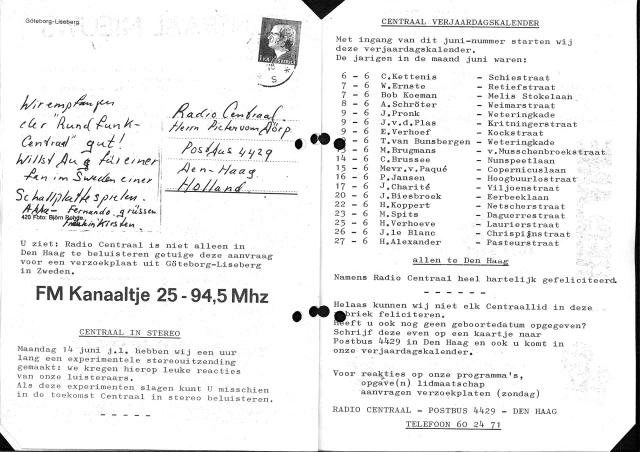 Göteborg-Liseberg
Wir empfangen
der "Rundfunk-
Centraal" gut!
Willst Du für einer
fan im Sweden einer
Schallplatte spielen.
Fernando, grüssen
Fräulein Kirsten.
420 Foto: Björn
Radio Centraal.
Herrn Pieter vom Dorp
Post Aus 4429
Den-Haag
Holland
U ziet: Radio Centraal is niet alleen in
Den Haag te beluisteren getuige deze aanvraag
voor een verzoekplaat uit Göteborg-Liseberg
in Zweden.
FM Kanaaltje 25 - 94,5 Mhz
CENTRAAL IN STEREO
Maandag 14 juni j.l. hebben wij een uur
lang een experimentele stereouitzending
gemaakt: we kregen hierop leuke reacties
van onze luisteraars.
Als deze experimenten slagen kunt U misschien
in de toekomst Centraal in stereo beluisteren.
- - - - -
CENTRAAL VERJAARDAGSKALENDER
Met ingang van dit juni-nummer starten wij
deze verjaardagskalender.
De jarigen in de maand juni waren:
6 - 6 C.Kettenis - Schiestraat
7 - 6 W.Ernste - Retiefstraat
7 - 6 Bob Koeman - Melis Stokelaan
8 - 6 A.Schröter - Weimarstraat
9 - 6 J.Pronk - Weteringkade
9 - 6 J.v.d.Plas - Kritningerstraat
9 - 6 E.Verhoef - Kockstraat
- 6 T.van Bunsbergen - Weteringkade
13 - 6 M.Brugmans - v.Musschenbroekstraat
14 - 6 C.Brussee - Nunspeetlaan
15 - 6 Mevr.v.Paqué - Copernicuslaan
16 - 6 P.Jansen - Hoogbuurlostraat
17 - 6 J.Charité - Viljoenstraat
20 - 6 J.Biesbroek - Eerbeeklaan
22 - 6 H.Koppert - Netscherstraat
23 - 6 M.Spits - Daguerrestraat
25 - 6 H.Verhoeve - Laurierstraat
26 - 6 J.le Blanc - Chrispijnstraat
27 - 6 H.Alexander - Pasteurstraat
allen te Den Haag
Namens Radio Centraal heel hartelijk gefeliciteerd.
- - - - - -
Helaas kunnen wij niet elk Centraallid in deze
rubriek feliciteren.
Heeft u ook nog geen geboortedatum opgegeven?
Schrijf deze even op een kaartje naar
Postbus 4429 in Den Haag en ook u komt in
onze verjaardagskalender.
Voor reakties op onze programma's,
opgave(n) lidmaatschap
aanvragen verzoekplaten (zondag)
RADIO CENTRAAL - POSTBUS 4429 - DEN HAAG
TELEFOON 60 24 71